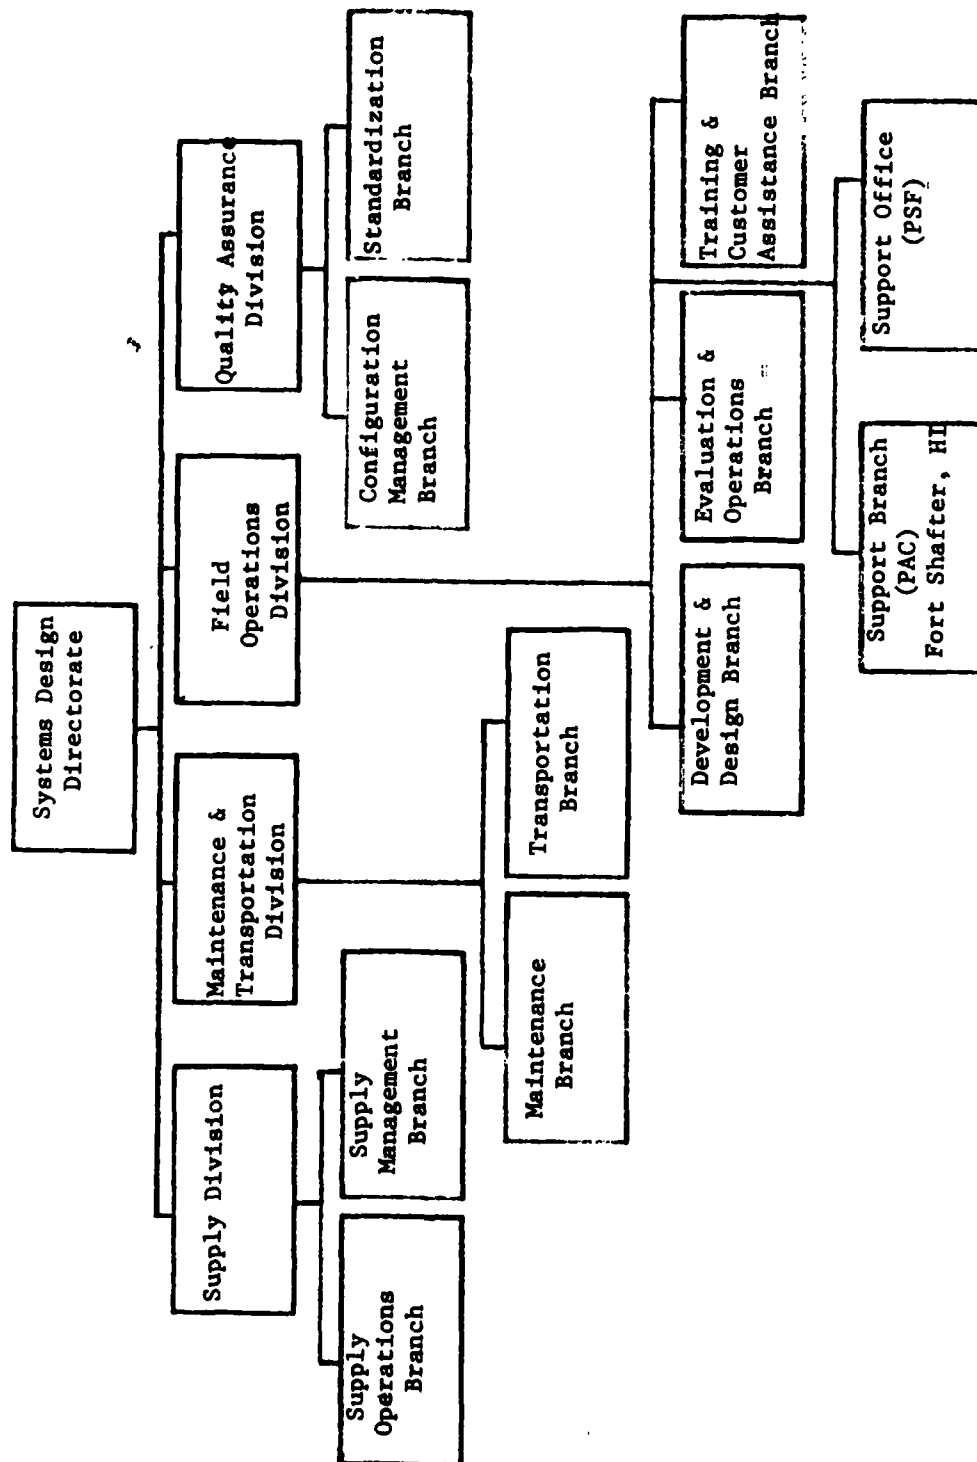 Systems Design
Directorate
Supply Division
Maintenance &
Transportation
Division
Field
Operations
Division
Quality Assurance
Division
Supply
Operations
Branch
Supply
Management
Branch
Configuration
Management
Branch
Standardization
Branch
Maintenance
Branch
Transportation
Branch
Development &
Design Branch
Evaluation &
Operations
Branch
Training &
Customer
Assistance Branch
Support Branch
(PAC)
Fort Shafter, HI
Support Office
(PSF)